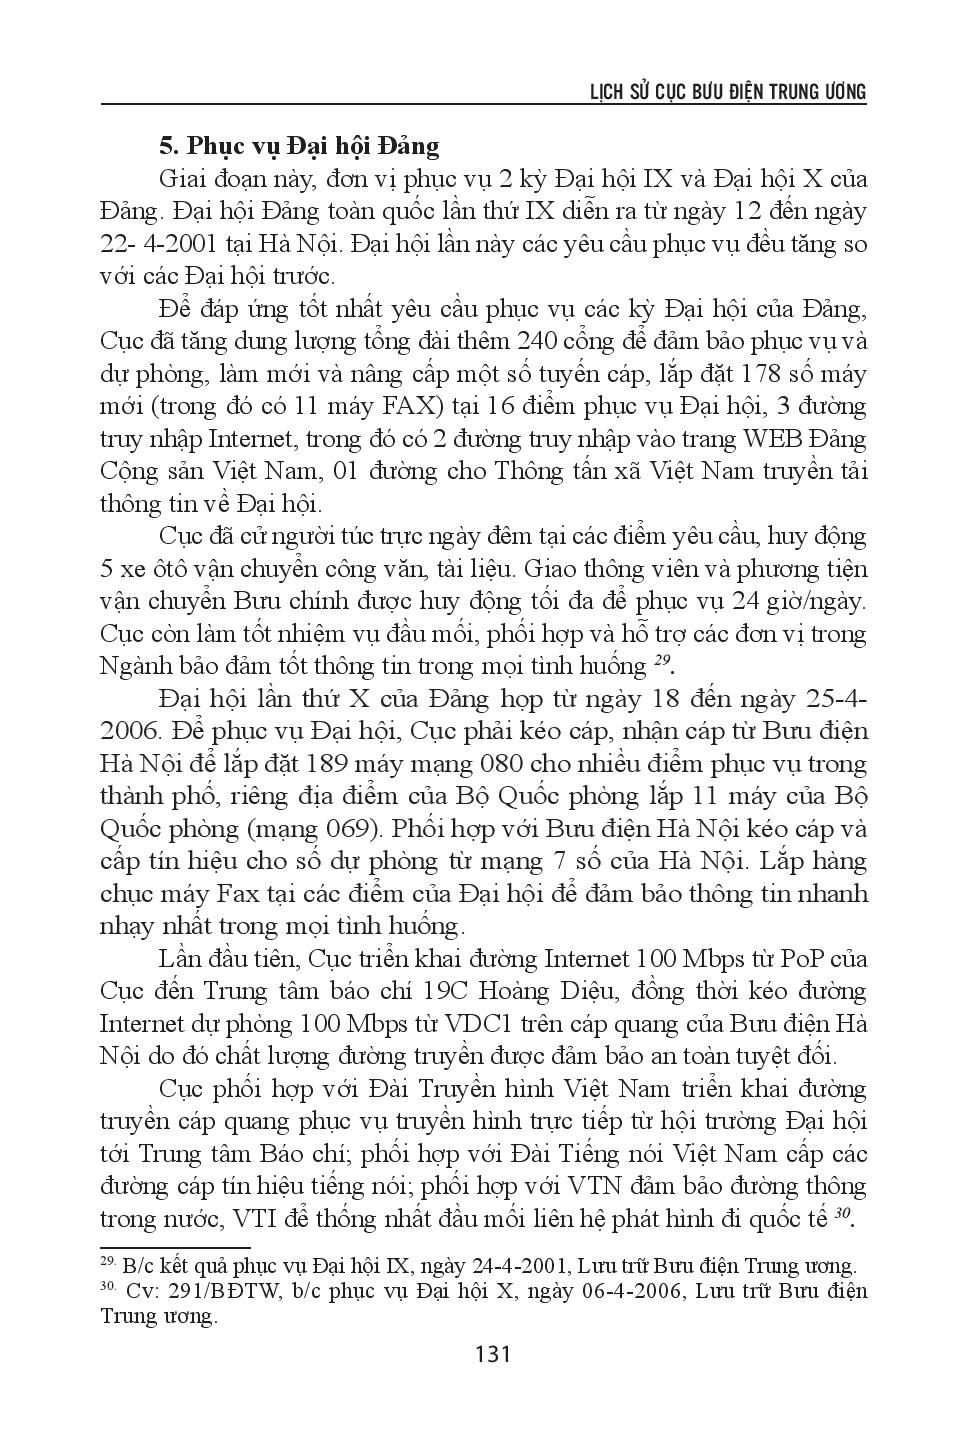 LỊCH SỬ CỤC BƯU ĐIỆN TRUNG ƯƠNG
5. Phục vụ Đại hội Đảng
Giai đoạn này, đơn vị phục vụ 2 kỳ Đại hội IX và Đại hội X của
Đảng. Đại hội Đảng toàn quốc lần thứ IX diễn ra từ ngày 12 đến ngày
22- 4-2001 tại Hà Nội. Đại hội lần này các yêu cầu phục vụ đều tăng so
với các Đại hội trước.
Để đáp ứng tốt nhất yêu cầu phục vụ các kỳ Đại hội của Đảng,
Cục đã tăng dung lượng tổng đài thêm 240 cổng để đảm bảo phục vụ và
dự phòng, làm mới và nâng cấp một số tuyến cáp, lắp đặt 178 số máy
mới (trong đó có 11 máy FAX) tại 16 điểm phục vụ Đại hội, 3 đường
truy nhập Internet, trong đó có 2 đường truy nhập vào trang WEB Đảng
Cộng sản Việt Nam, 01 đường cho Thông tấn xã Việt Nam truyền tải
thông tin về Đại hội.
Cục đã cử người túc trực ngày đêm tại các điểm yêu cầu, huy động
5 xe ôtô vận chuyển công văn, tài liệu. Giao thông viên và phương tiện
vận chuyển Bưu chính được huy động tối đa để phục vụ 24 giờ/ngày.
Cục còn làm tốt nhiệm vụ đầu mối, phối hợp và hỗ trợ các đơn vị trong
Ngành bảo đảm tốt thông tin trong mọi tình huống 29.
Đại hội lần thứ X của Đảng họp từ ngày 18 đến ngày 25-4-
2006. Để phục vụ Đại hội, Cục phải kéo cáp, nhận cáp từ Bưu điện
Hà Nội để lắp đặt 189 máy mạng 080 cho nhiều điểm phục vụ trong
thành phố, riêng địa điểm của Bộ Quốc phòng lắp 11 máy của Bộ
Quốc phòng (mạng 069). Phối hợp với Bưu điện Hà Nội kéo cáp và
cấp tín hiệu cho số dự phòng từ mạng 7 số của Hà Nội. Lắp hàng
chục máy Fax tại các điểm của Đại hội để đảm bảo thông tin nhanh
nhạy nhất trong mọi tình huống.
Lần đầu tiên, Cục triển khai đường Internet 100 Mbps từ PoP của
Cục đến Trung tâm báo chí 19C Hoàng Diệu, đồng thời kéo đường
Internet dự phòng 100 Mbps từ VDC1 trên cáp quang của Bưu điện Hà
Nội do đó chất lượng đường truyền được đảm bảo an toàn tuyệt đối.
Cục phối hợp với Đài Truyền hình Việt Nam triển khai đường
truyền cáp quang phục vụ truyền hình trực tiếp từ hội trường Đại hội
tới Trung tâm Báo chí; phối hợp với Đài Tiếng nói Việt Nam cấp các
đường cáp tín hiệu tiếng nói; phối hợp với VTN đảm bảo đường thông
trong nước, VTI để thống nhất đầu mối liên hệ phát hình đi quốc tế 30.
29. B/c kết quả phục vụ Đại hội IX, ngày 24-4-2001, Lưu trữ Bưu điện Trung ương.
30. Cv: 291/BĐTW, b/c phục vụ Đại hội X, ngày 06-4-2006, Lưu trữ Bưu điện
Trung ương.
131